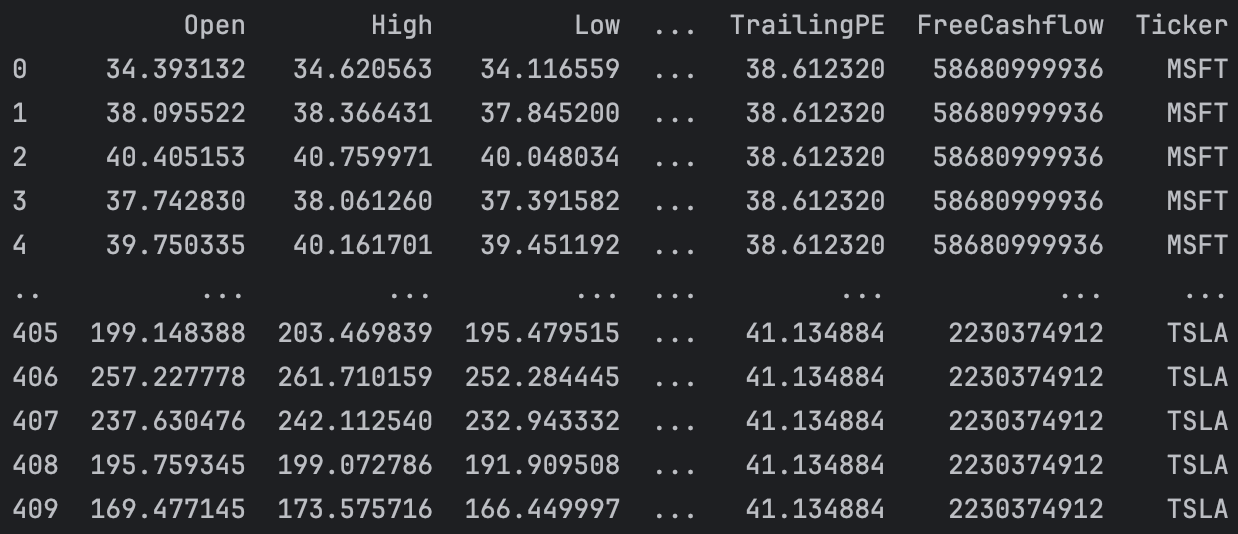 Open High Low ... TrailingPE FreeCashflow Ticker
0 34.393132 34.620563 34.116559 ... 38.612320 58680999936 MSFT
1 38.095522 38.366431 37.845200 ... 38.612320 58680999936 MSFT
2 40.405153 40.759971 40.048034 ... 38.612320 58680999936 MSFT
3 37.742830 38.061260 37.391582 ... 38.612320 58680999936 MSFT
4 39.750335 40.161701 39.451192 ... 38.612320 58680999936 MSFT
.. ... ... ... ... ... ... ...
405 199.148388 203.469839 195.479515 ... 41.134884 2230374912 TSLA
406 257.227778 261.710159 252.284445 ... 41.134884 2230374912 TSLA
407 237.630476 242.112540 232.943332 ... 41.134884 2230374912 TSLA
408 195.759345 199.072786 191.909508 ... 41.134884 2230374912 TSLA
409 169.477145 173.575716 166.449997 ... 41.134884 2230374912 TSLA